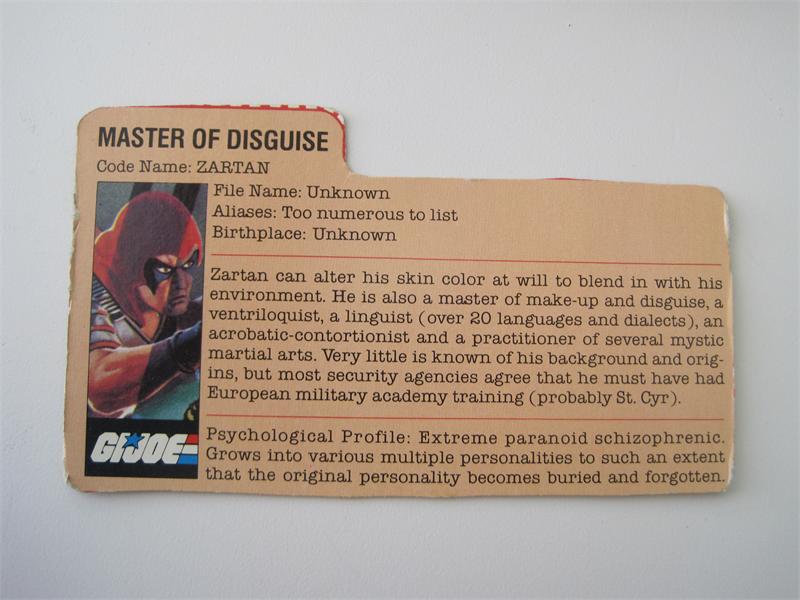 MASTER OF DISGUISE
Code Name: ZARTAN
File Name: Unknown
Aliases: Too numerous to list
Birthplace: Unknown
Zartan can alter his skin color at will to blend in with his
environment. He is also a master of make-up and disguise, a
ventriloquist, a linguist (over 20 languages and dialects), an
acrobatic-contortionist and a practitioner of several mystic
martial arts. Very little is known of his background and orig-
ins, but most security agencies agree that he must have had
European military academy training (probably St. Cyr).
GI JOE
Psychological Profile: Extreme paranoid schizophrenic.
Grows into various multiple personalities to such an extent
that the original personality becomes buried and forgotten.